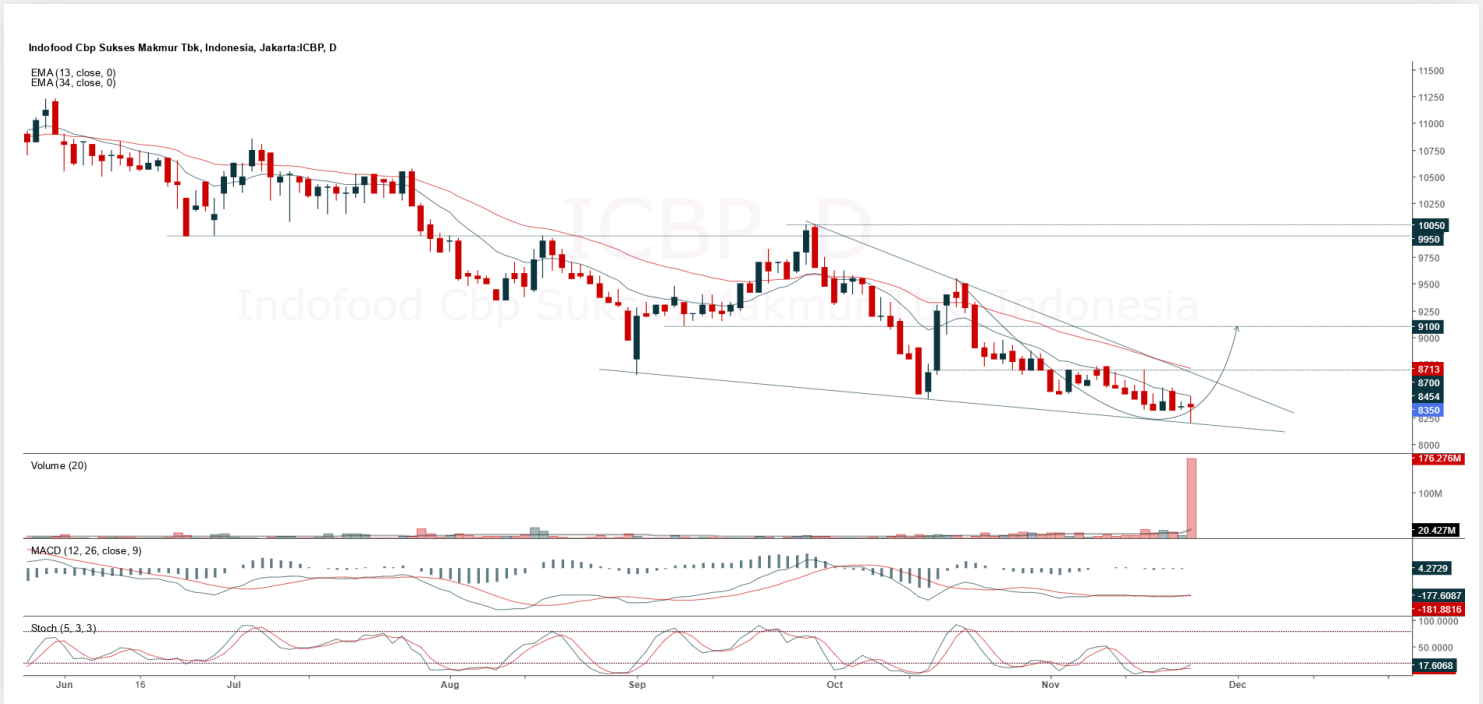 Indofood Cbp Sukses Makmur Tbk, Indonesia, Jakarta:ICBP, D
EMA (13, close, 0)
EMA (34, close, 0)
ICBP, D
Indofood Cbp Sukses Makmur Tbk, Indonesia
11500
11250
11000
10750
10500
10250
10050
9950
9750
9500
9250
9100
9000
8713
8700
8454
8350
8250
8000
Volume (20)
176.276M
100M
20.427M
MACD (12, 26, close, 9)
4.2729
-177.6087
-181.8816
Stoch (5, 3, 3)
100.0000
50.0000
17.6068
Jun 16 Jul Aug Sep Oct Nov Dec